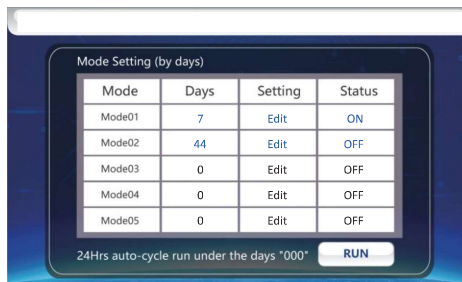 Mode Setting (by days)
Mode Days Setting Status
Mode01 7 Edit ON
Mode02 44 Edit OFF
Mode03 0 Edit OFF
Mode04 0 Edit OFF
Mode05 0 Edit OFF
24Hrs auto-cycle run under the days "000" RUN